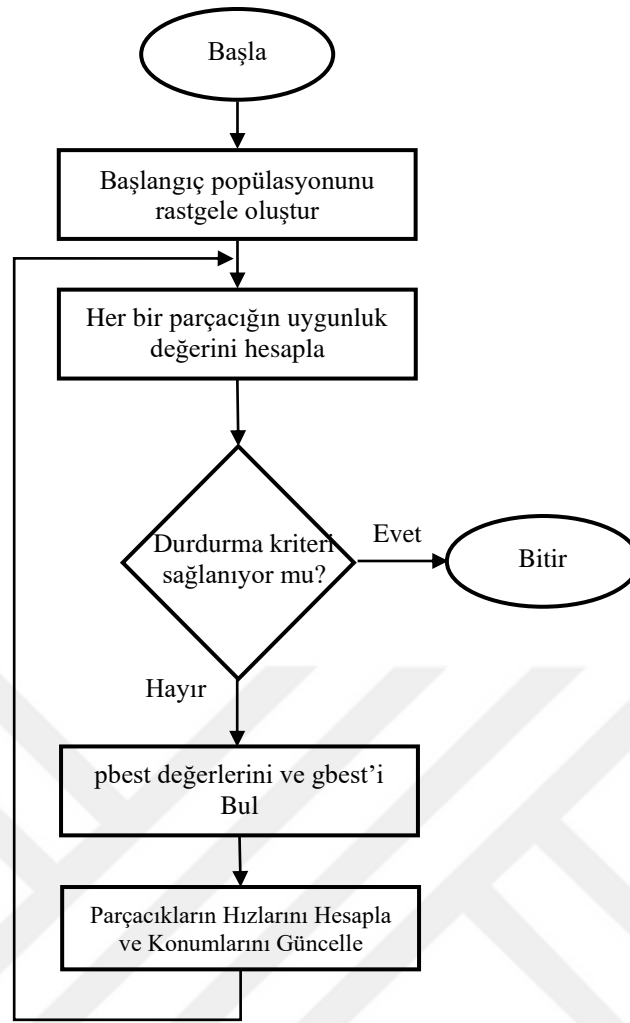 Başla
Başlangıç popülasyonunu
rastgele oluştur
Her bir parçacığın uygunluk
değerini hesapla
Durdurma kriteri
sağlanıyor mu?
Evet
Bitir
Hayır
pbest değerlerini ve gbest’i
Bul
Parçacıkların Hızlarını Hesapla
ve Konumlarını Güncelle